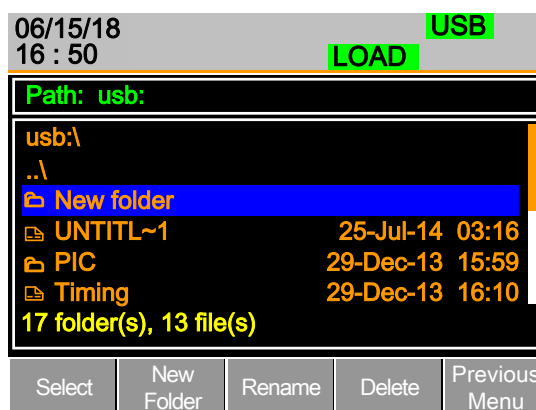 06/15/18 USB
16 : 50 LOAD
Path: usb:
usb:\
..\
New folder
UNTITL~1 25-Jul-14 03:16
PIC 29-Dec-13 15:59
Timing 29-Dec-13 16:10
17 folder(s), 13 file(s)
Select New Folder Rename Delete Previous Menu